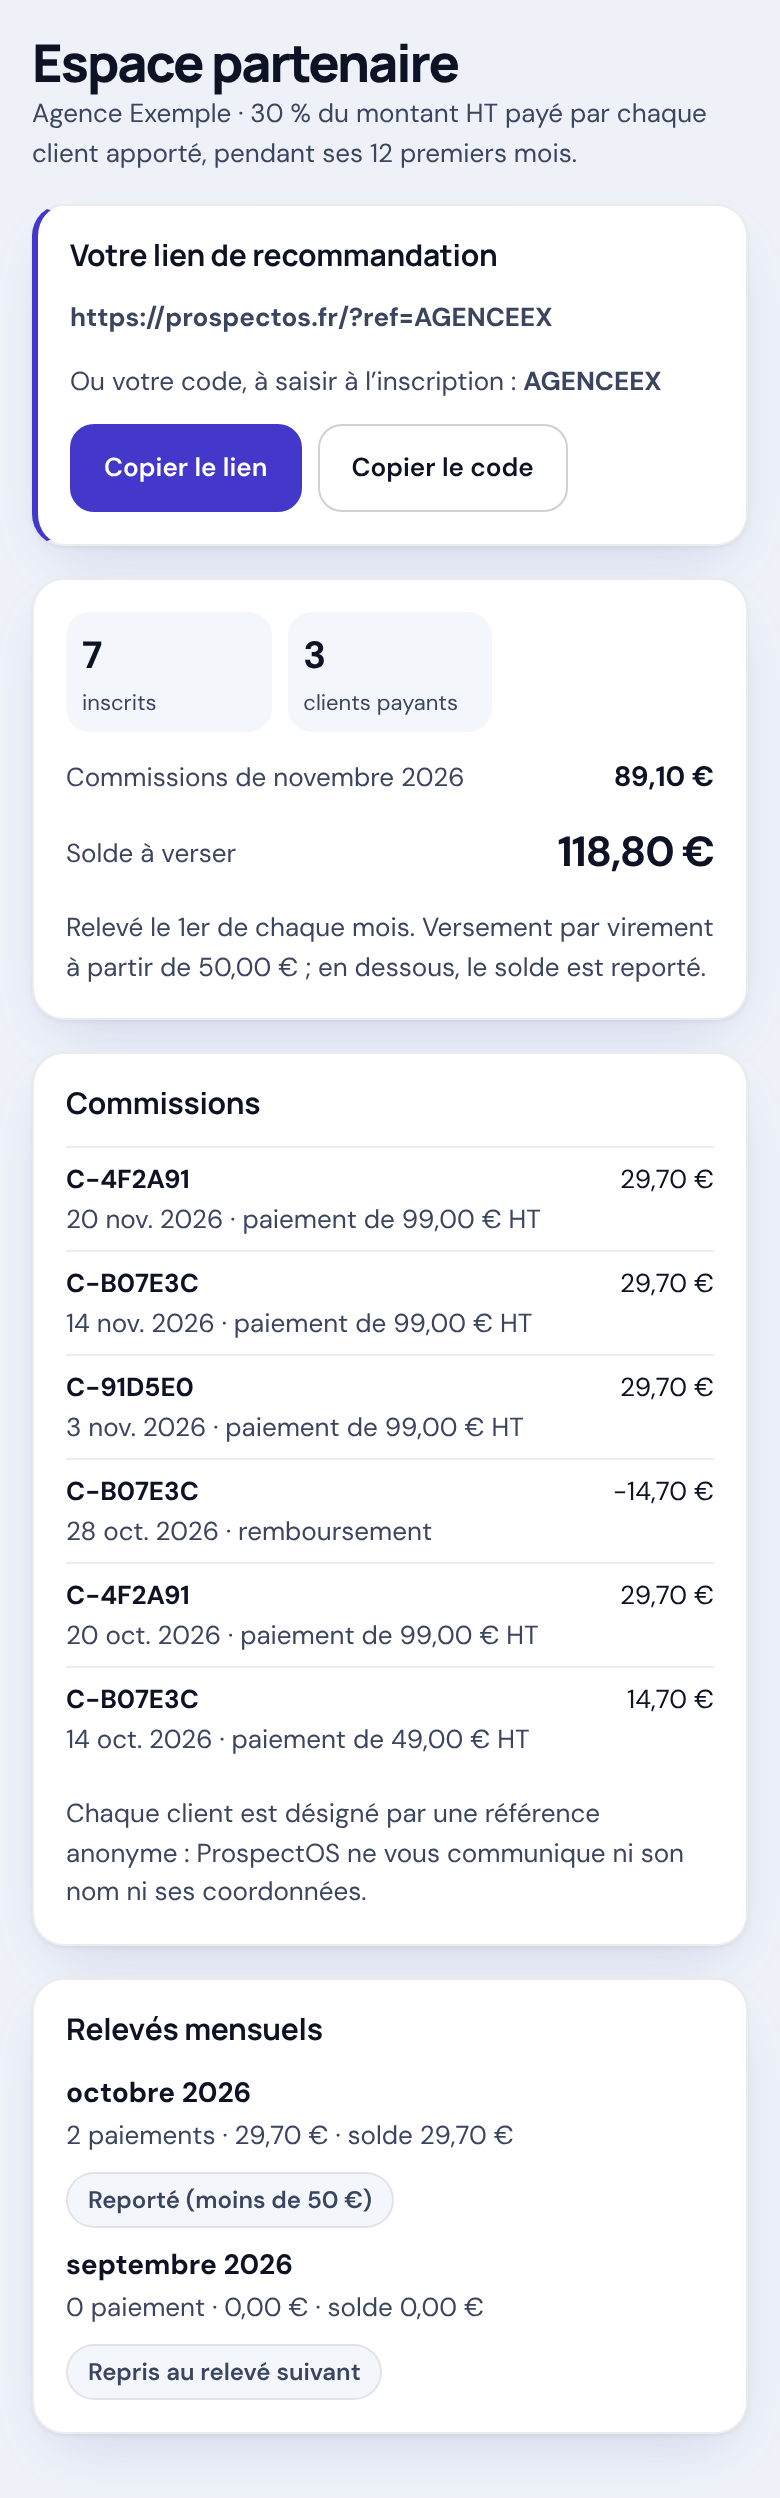 Espace partenaire
Agence Exemple · 30 % du montant HT payé par chaque
client apporté, pendant ses 12 premiers mois.
Votre lien de recommandation
https://prospectos.fr/?ref=AGENCEEX
Ou votre code, à saisir à l’inscription : AGENCEEX
Copier le lien
Copier le code
7
inscrits
3
clients payants
Commissions de novembre 2026 89,10 €
Solde à verser 118,80 €
Relevé le 1er de chaque mois. Versement par virement
à partir de 50,00 € ; en dessous, le solde est reporté.
Commissions
C-4F2A91 29,70 €
20 nov. 2026 · paiement de 99,00 € HT
C-B07E3C 29,70 €
14 nov. 2026 · paiement de 99,00 € HT
C-91D5E0 29,70 €
3 nov. 2026 · paiement de 99,00 € HT
C-B07E3C -14,70 €
28 oct. 2026 · remboursement
C-4F2A91 29,70 €
20 oct. 2026 · paiement de 99,00 € HT
C-B07E3C 14,70 €
14 oct. 2026 · paiement de 49,00 € HT
Chaque client est désigné par une référence
anonyme : ProspectOS ne vous communique ni son
nom ni ses coordonnées.
Relevés mensuels
octobre 2026
2 paiements · 29,70 € · solde 29,70 €
Reporté (moins de 50 €)
septembre 2026
0 paiement · 0,00 € · solde 0,00 €
Repris au relevé suivant